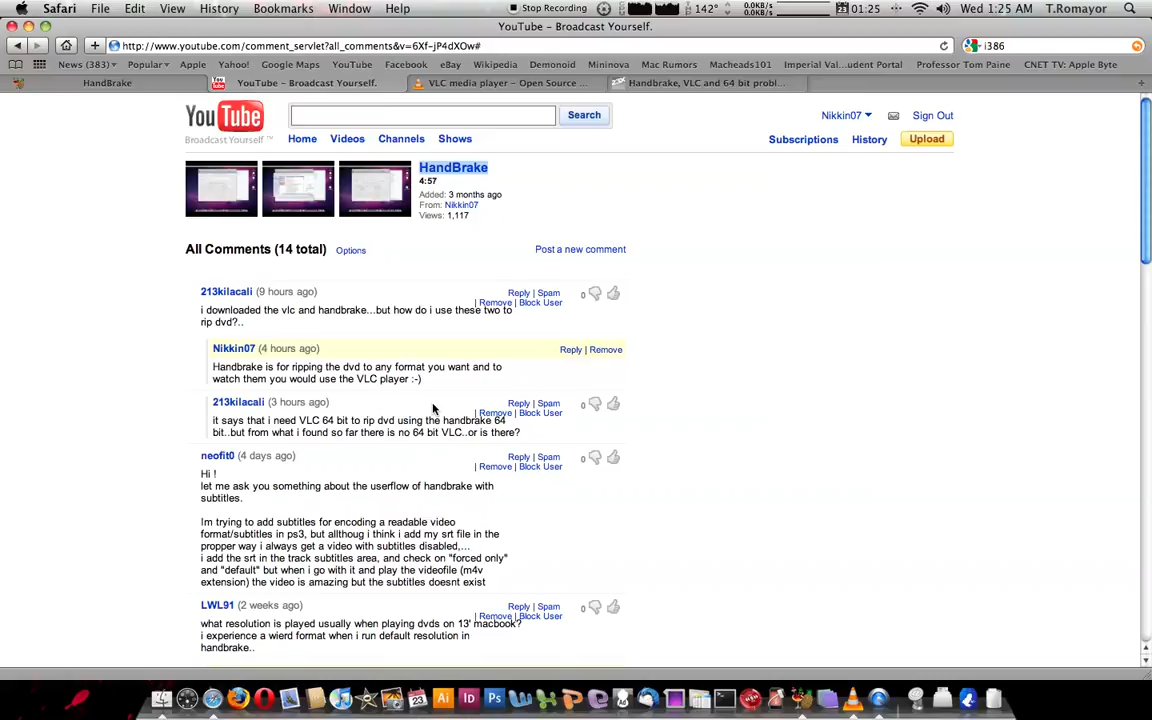 Safari File Edit View History Bookmarks Window Help Stop Recording 142° 0.0KB/s 0.0KB/s 01:25 Wed 1:25 AM T.Romayor
YouTube - Broadcast Yourself.
http://www.youtube.com/comment_servlet?all_comments&v=6Xf-jP4dXOw# i386
News (383) Popular Apple Yahoo! Google Maps YouTube Facebook eBay Wikipedia Demonoid Mininova Mac Rumors Macheads101 Imperial Val...udent Portal Professor Tom Paine CNET TV: Apple Byte
HandBrake YouTube - Broadcast Yourself. VLC media player - Open Source ... Handbrake, VLC and 64 bit probl...
YouTube Search Nikkin07 Sign Out
Broadcast Yourself ™ Home Videos Channels Shows Subscriptions History Upload
HandBrake
4:57
Added: 3 months ago
From: Nikkin07
Views: 1,117
All Comments (14 total) Options Post a new comment
213kilacali (9 hours ago) Reply | Spam 0
| Remove | Block User
i downloaded the vlc and handbrake...but how do i use these two to
rip dvd?..
Nikkin07 (4 hours ago) Reply | Remove
Handbrake is for ripping the dvd to any format you want and to
watch them you would use the VLC player :-)
213kilacali (3 hours ago) Reply | Spam 0
| Remove | Block User
it says that i need VLC 64 bit to rip dvd using the handbrake 64
bit..but from what i found so far there is no 64 bit VLC..or is there?
neofit0 (4 days ago) Reply | Spam 0
| Remove | Block User
Hi !
let me ask you something about the userflow of handbrake with
subtitles.
Im trying to add subtitles for encoding a readable video
format/subtitles in ps3, but allthoug i think i add my srt file in the
propper way i always get a video with subtitles disabled,...
i add the srt in the track subtitles area, and check on "forced only"
and "default" but when i go with it and play the videofile (m4v
extension) the video is amazing but the subtitles doesnt exist
LWL91 (2 weeks ago) Reply | Spam 0
| Remove | Block User
what resolution is played usually when playing dvds on 13' macbook?
i experience a wierd format when i run default resolution in
handbrake..
Ai Id Ps